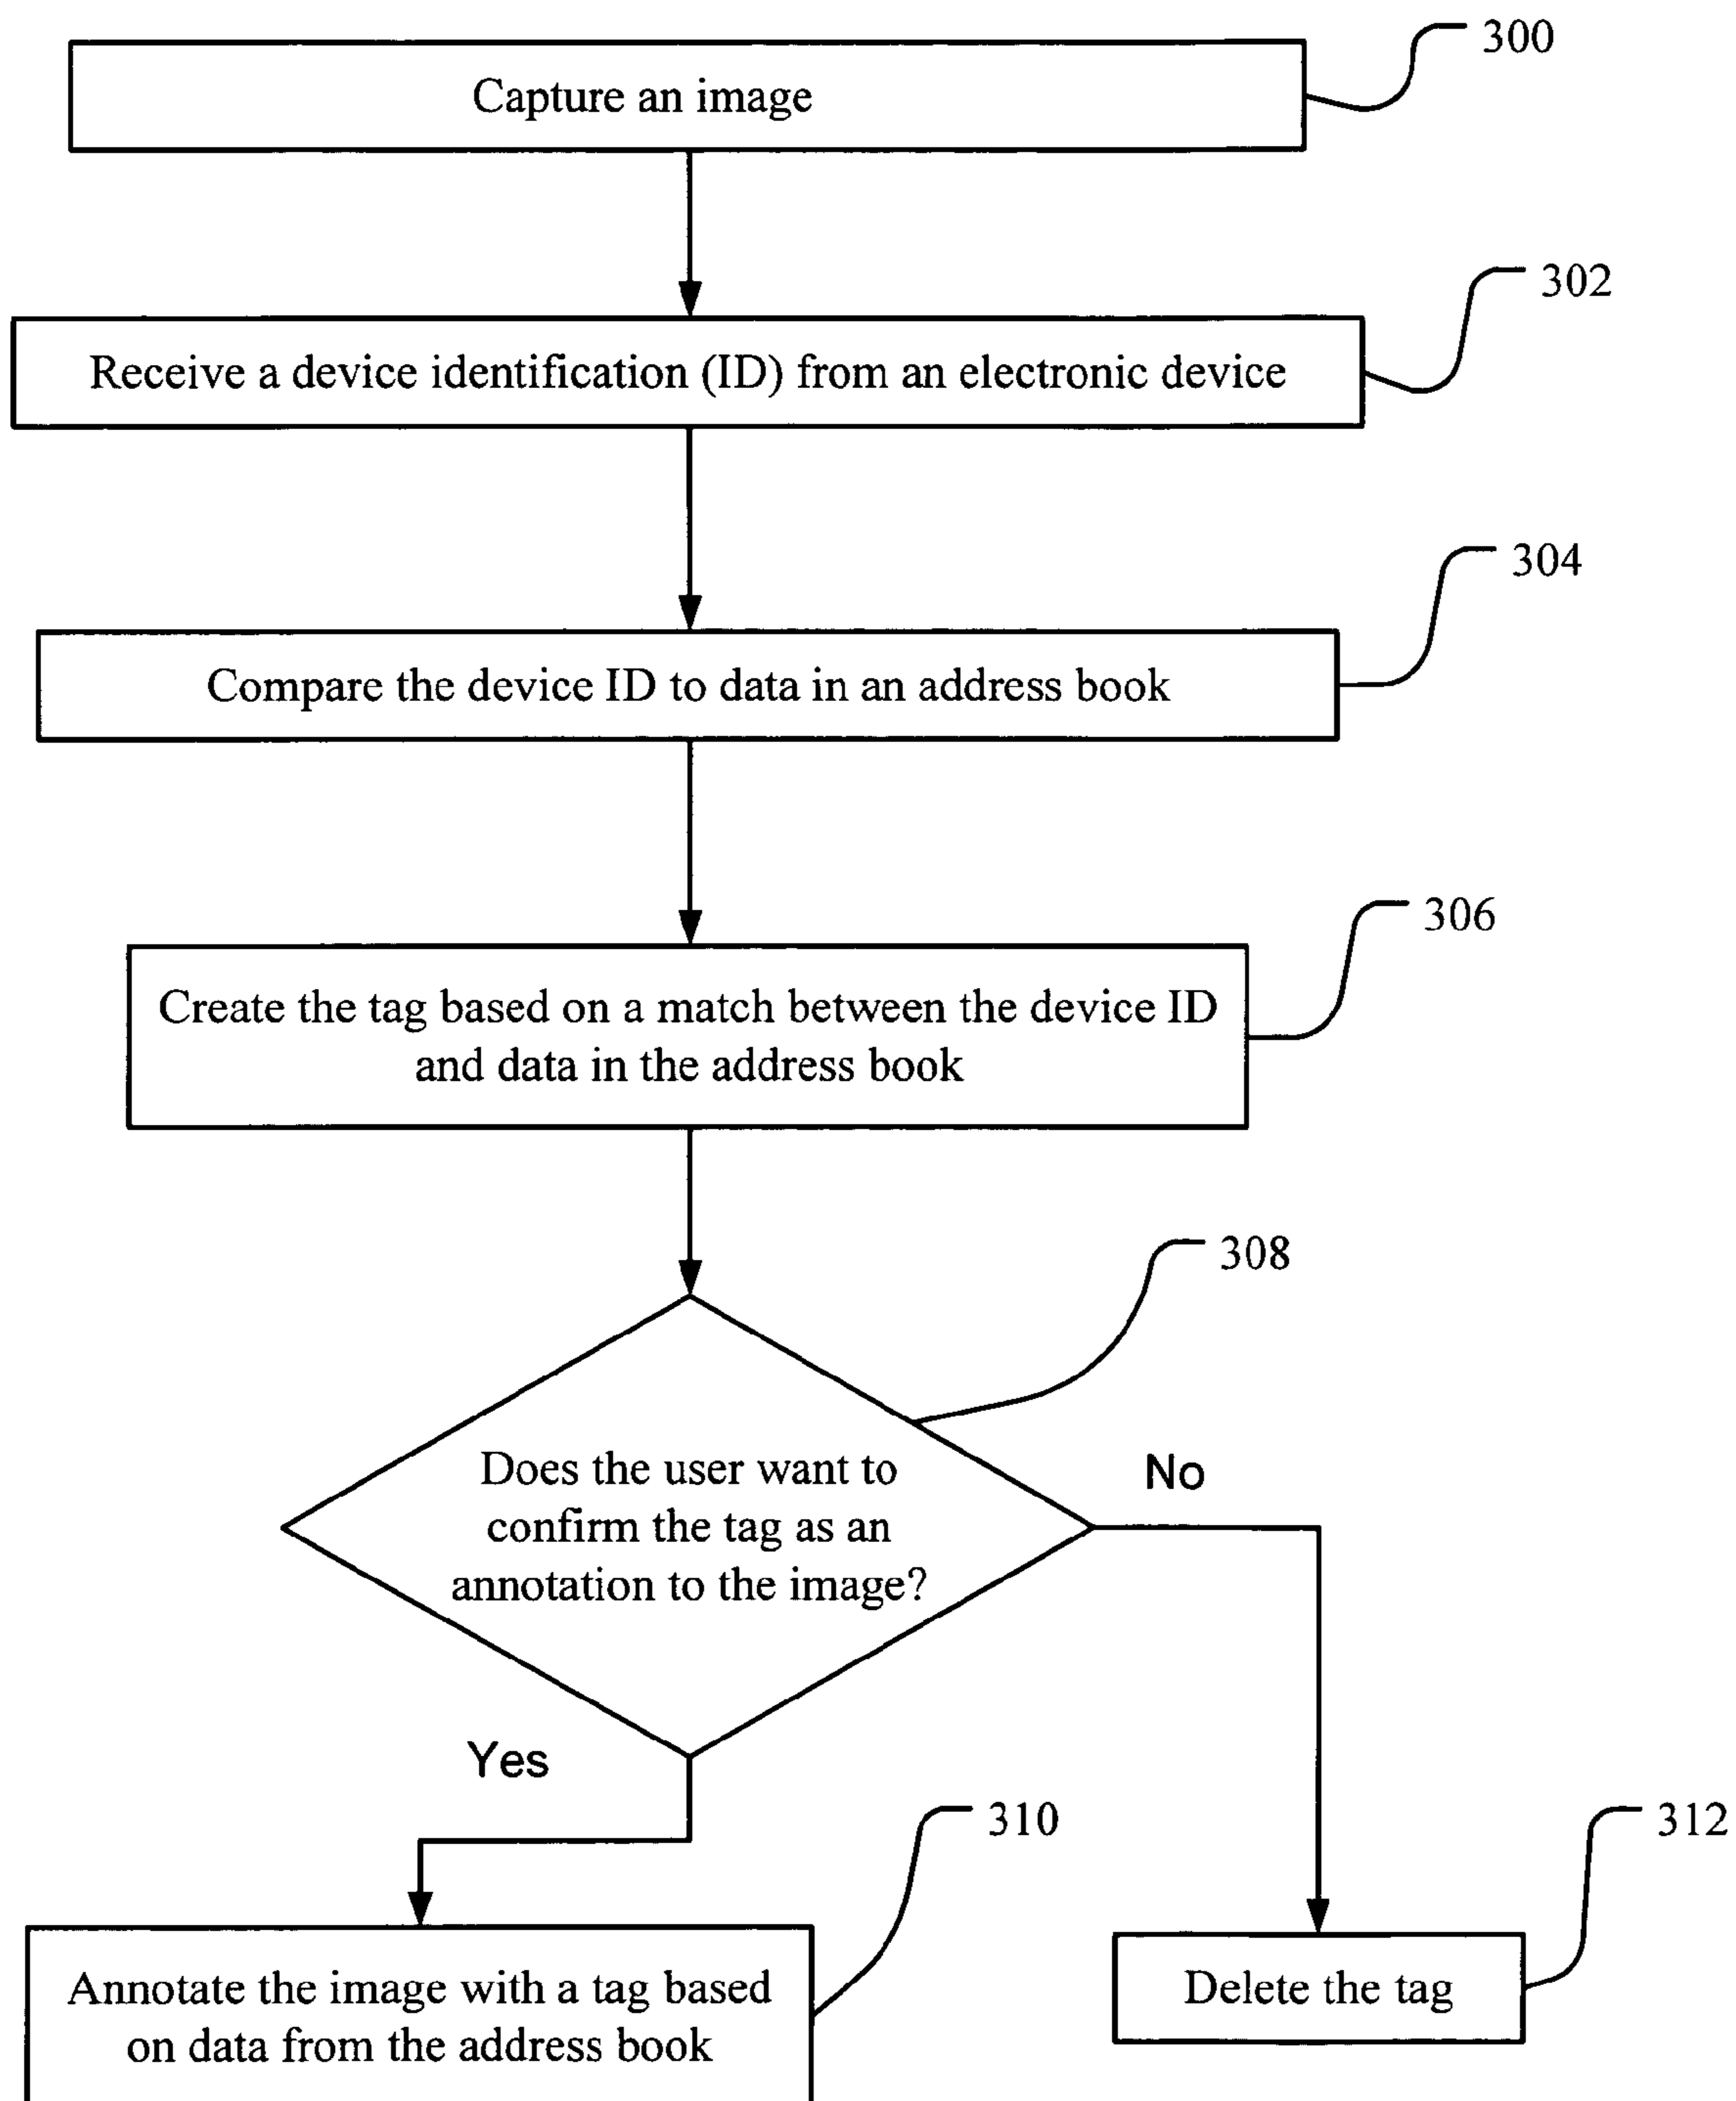 300
Capture an image
302
Receive a device identification (ID) from an electronic device
304
Compare the device ID to data in an address book
306
Create the tag based on a match between the device ID
and data in the address book
308
Does the user want to
confirm the tag as an
annotation to the image?
No
Yes
310
312
Annotate the image with a tag based
on data from the address book
Delete the tag